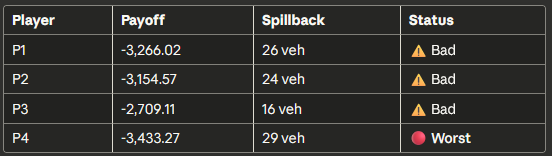 Player Payoff Spillback Status
P1 -3,266.02 26 veh ⚠️ Bad
P2 -3,154.57 24 veh ⚠️ Bad
P3 -2,709.11 16 veh ⚠️ Bad
P4 -3,433.27 29 veh 🔴 Worst